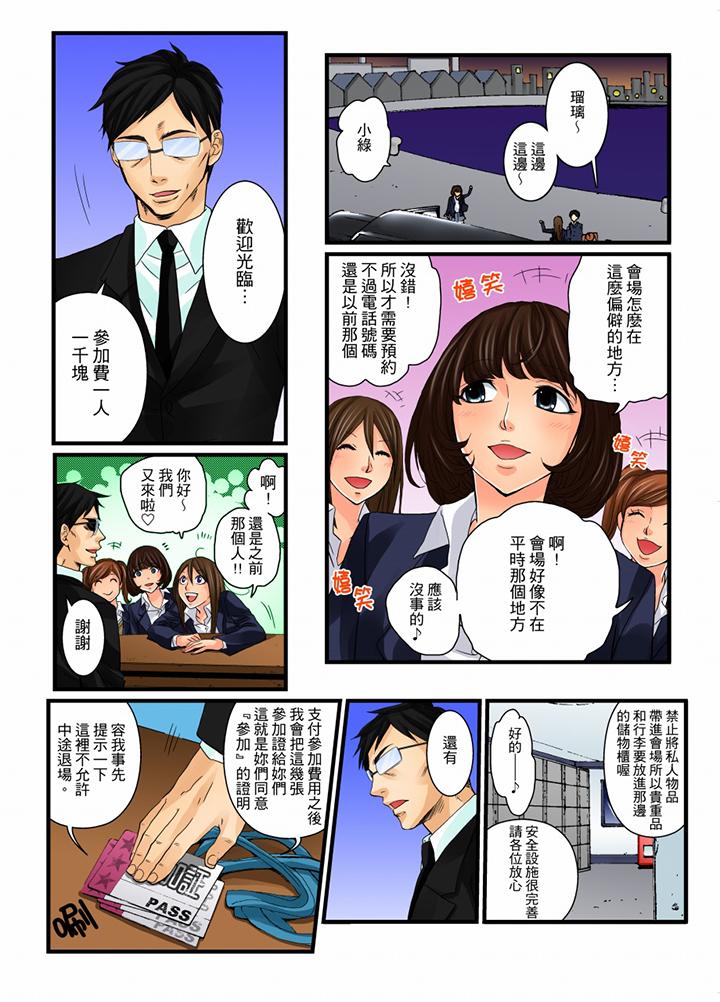 瑠璃～
這邊
這邊～
小綠
會場怎麼在
這麼偏僻的地方…
嬉笑
沒錯！
所以才需要預約
不過電話號碼
還是以前那個
嬉笑
啊！
會場好像不在
平時那個地方
應該
沒事的♪
嬉笑
歡迎光臨…
參加費一人
一千塊
啊！
還是之前
那個人!!
你好～
我們
又來啦♡
謝謝
禁止將私人物品
帶進會場所以貴重品
和行李要放進那邊
的儲物櫃喔
好的——♪
安全設施很完善
請各位放心
還有
支付參加費用之後
我會把這幾張
參加證給妳們
這就是妳們同意
『參加』的證明
容我事先
提示一下
這裡不允許
中途退場。
加証
PASS
PASS